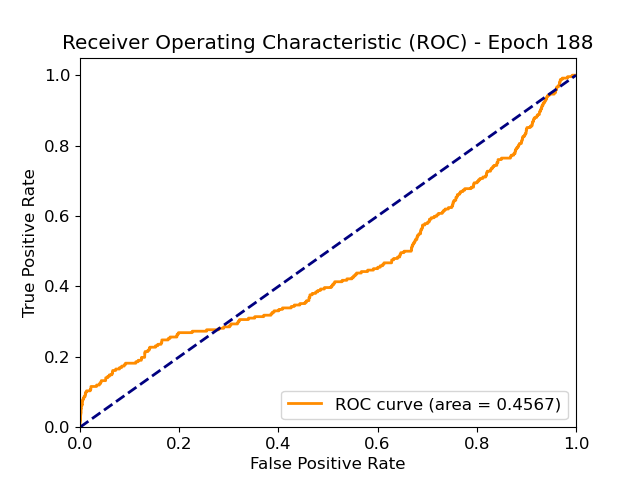 Receiver Operating Characteristic (ROC) - Epoch 188
1.0
0.8
0.6
0.4
0.2
0.0
True Positive Rate
ROC curve (area = 0.4567)
0.0 0.2 0.4 0.6 0.8 1.0
False Positive Rate